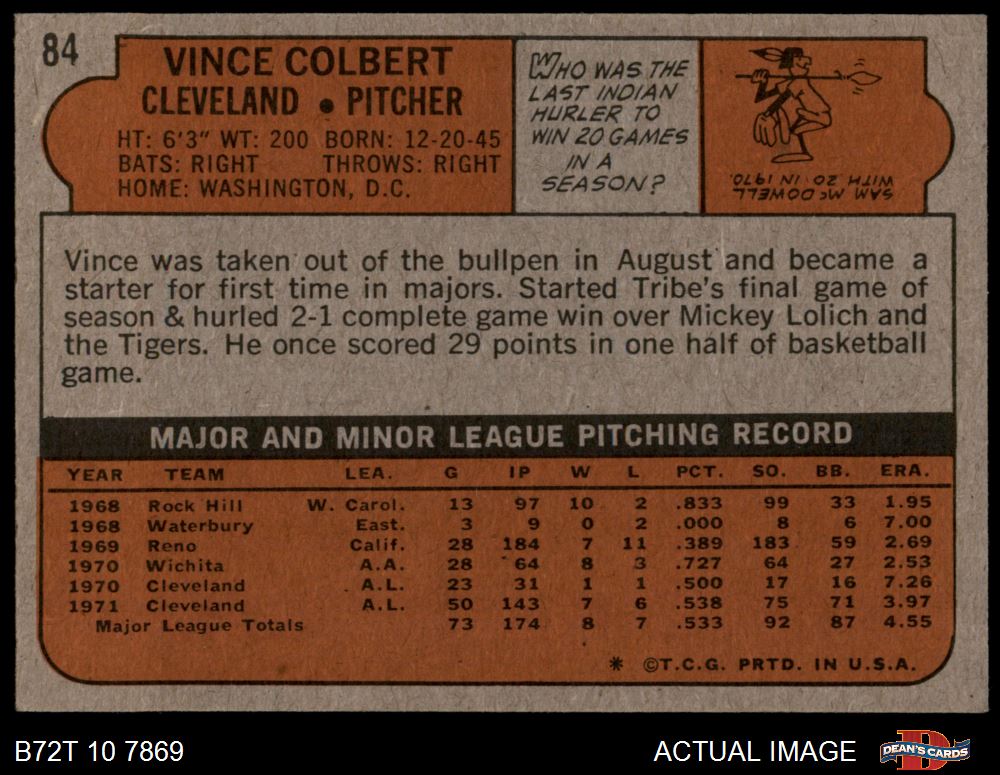 84
VINCE COLBERT
CLEVELAND • PITCHER
HT: 6'3" WT: 200 BORN: 12-20-45
BATS: RIGHT THROWS: RIGHT
HOME: WASHINGTON, D.C.
WHO WAS THE
LAST INDIAN
HURLER TO
WIN 20 GAMES
IN A
SEASON?
SAM McDOWELL
WITH 20 IN 1970.
Vince was taken out of the bullpen in August and became a
starter for first time in majors. Started Tribe's final game of
season & hurled 2-1 complete game win over Mickey Lolich and
the Tigers. He once scored 29 points in one half of basketball
game.
MAJOR AND MINOR LEAGUE PITCHING RECORD
YEAR TEAM LEA. G IP W L PCT. SO. BB. ERA.
1968 Rock Hill W. Carol. 13 97 10 2 .833 99 33 1.95
1968 Waterbury East. 3 9 0 2 .000 8 6 7.00
1969 Reno Calif. 28 184 7 11 .389 183 59 2.69
1970 Wichita A.A. 28 64 8 3 .727 64 27 2.53
1970 Cleveland A.L. 23 31 1 1 .500 17 16 7.26
1971 Cleveland A.L. 50 143 7 6 .538 75 71 3.97
Major League Totals 73 174 8 7 .533 92 87 4.55
* ©T.C.G. PRTD. IN U.S.A.
B72T 10 7869
ACTUAL IMAGE
D
DEAN'S CARDS